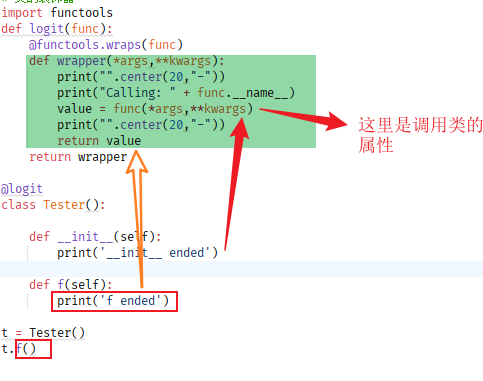 import functools
def logit(func):
    @functools.wraps(func)
    def wrapper(*args,**kwargs):
        print("".center(20,"-"))
        print("Calling: " + func.__name__)
        value = func(*args,**kwargs)
        print("".center(20,"-"))
        return value
    return wrapper
这里是调用类的
属性
@logit
class Tester():
    def __init__(self):
        print('__init__ ended')
    def f(self):
        print('f ended')
t = Tester()
t.f()